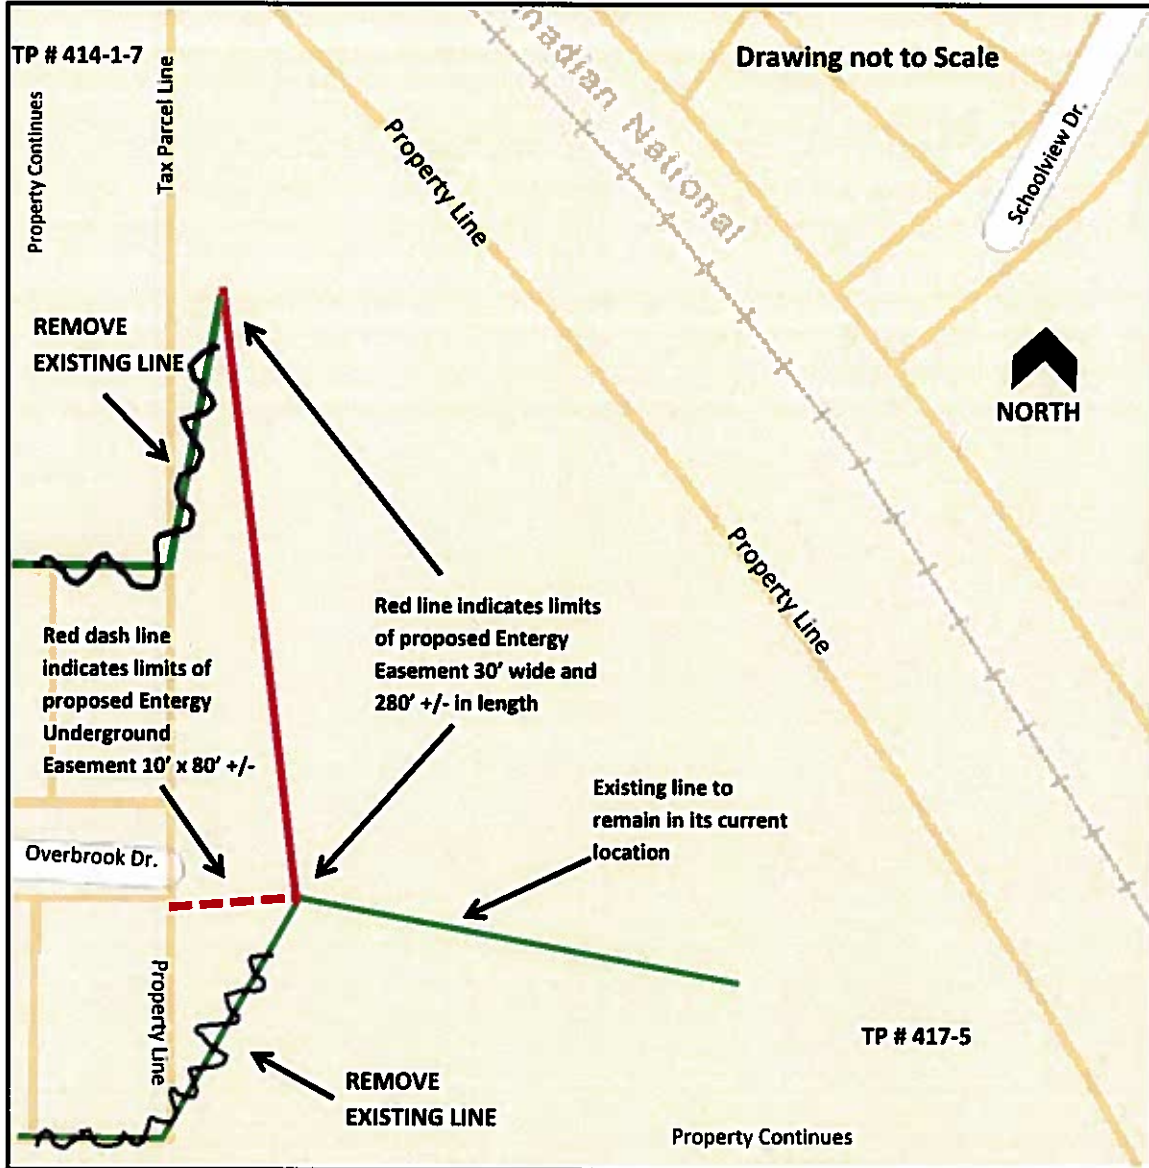 TP # 414-1-7
Drawing not to Scale
Property Continues
Tax Parcel Line
Property Line
nadian National
Schoolview Dr.
REMOVE
EXISTING LINE
NORTH
Property Line
Red dash line
indicates limits of
proposed Entergy
Underground
Easement 10' x 80' +/-
Red line indicates limits
of proposed Entergy
Easement 30' wide and
280' +/- in length
Existing line to
remain in its current
location
Overbrook Dr.
Property Line
TP # 417-5
REMOVE
EXISTING LINE
Property Continues